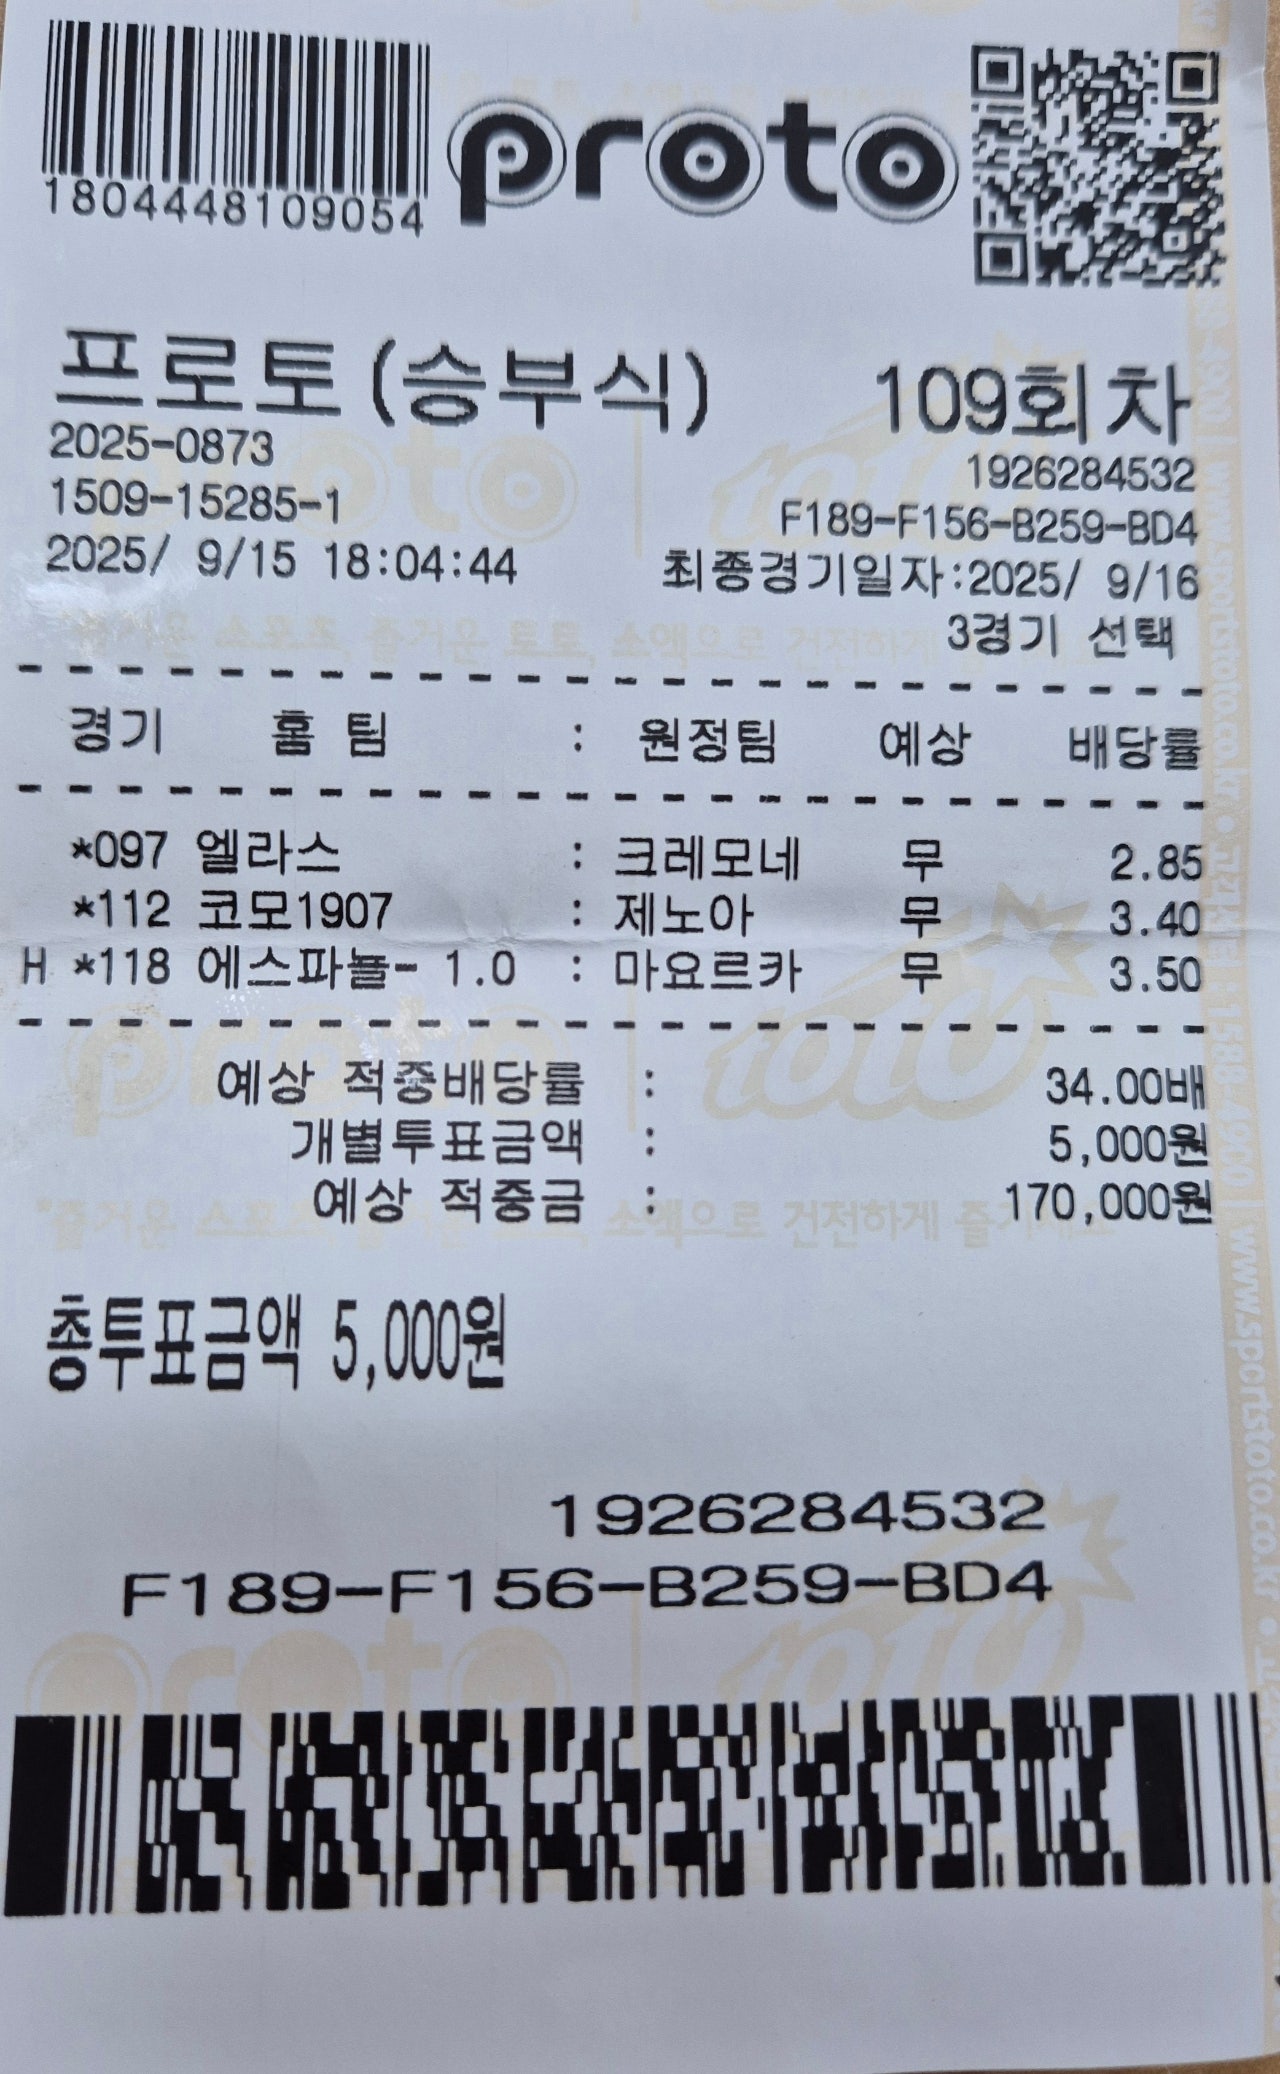 proto
1804448109054
프로토(승부식) 109회차
2025-0873 1926284532
1509-15285-1 F189-F156-B259-BD4
2025/ 9/15 18:04:44 최종경기일자:2025/ 9/16
3경기 선택
경기 홈 팀 : 원정팀 예상 배당률
*097 엘라스 : 크레모네 무 2.85
*112 코모1907 : 제노아 무 3.40
H *118 에스파뇰- 1.0 : 마요르카 무 3.50
예상 적중배당률 : 34.00배
개별투표금액 : 5,000원
예상 적중금 : 170,000원
총투표금액 5,000원
1926284532
F189-F156-B259-BD4